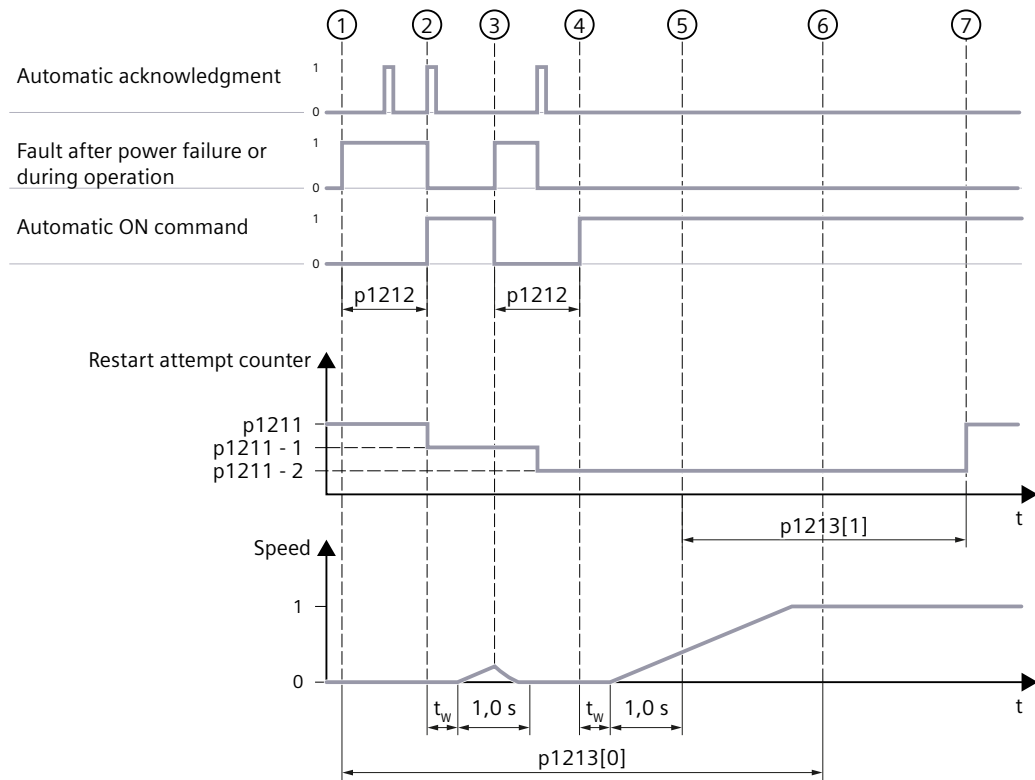 1 2 3 4 5 6 7
Automatic acknowledgment
1
0
Fault after power failure or
during operation
1
0
Automatic ON command
1
0
p1212 p1212
Restart attempt counter
p1211
p1211 - 1
p1211 - 2
t
p1213[1]
Speed
1
0
t
tw 1,0 s tw 1,0 s
p1213[0]